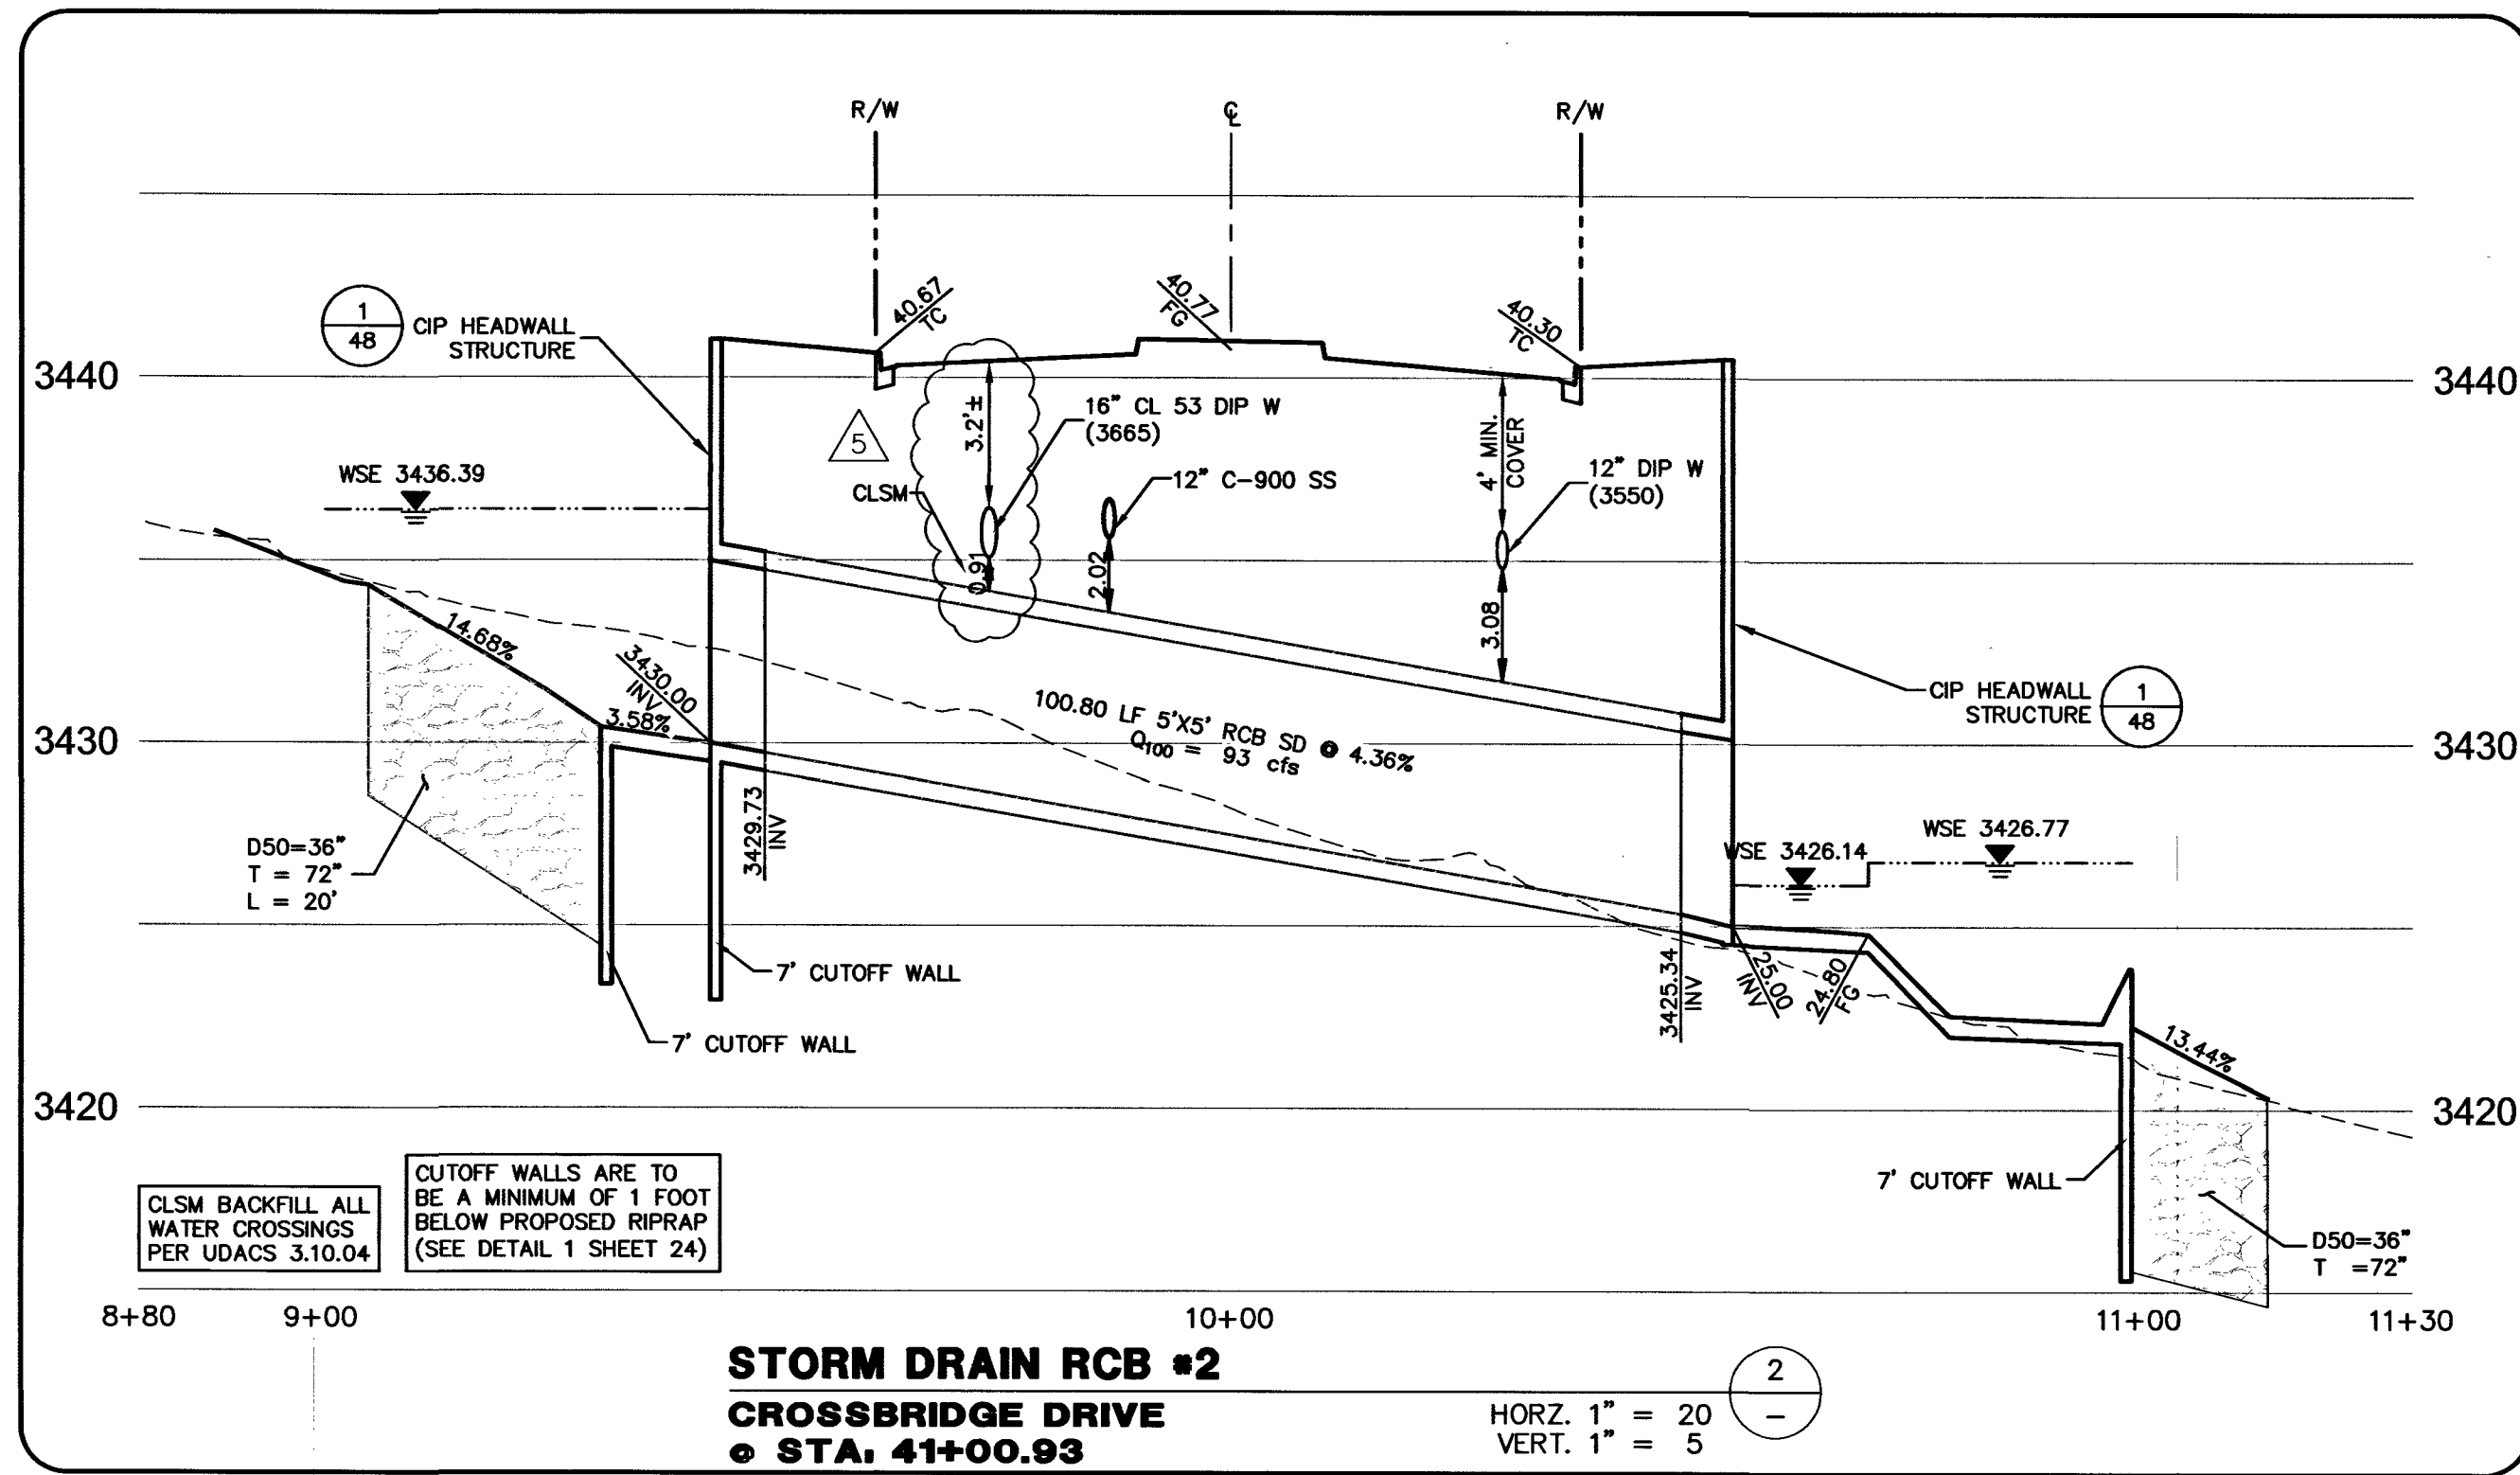 R/W
℄
R/W
40.67
TC
40.77
FG
40.30
TC
1
48
CIP HEADWALL
STRUCTURE
3440
3440
3.2'±
16" CL 53 DIP W
(3665)
5
4' MIN.
COVER
12" DIP W
(3550)
WSE 3436.39
CLSM
12" C-900 SS
0.91
2.02
3.08
14.68%
3430.00
INV
3.58%
CIP HEADWALL
STRUCTURE
1
48
100.80 LF 5'X5' RCB SD @ 4.36%
Q100 = 93 cfs
3430
3430
3429.73
INV
D50=36"
T = 72"
L = 20'
WSE 3426.14
WSE 3426.77
7' CUTOFF WALL
7' CUTOFF WALL
3425.34
INV
25.00
INV
24.80
FG
13.44%
3420
3420
7' CUTOFF WALL
CLSM BACKFILL ALL
WATER CROSSINGS
PER UDACS 3.10.04
CUTOFF WALLS ARE TO
BE A MINIMUM OF 1 FOOT
BELOW PROPOSED RIPRAP
(SEE DETAIL 1 SHEET 24)
D50=36"
T =72"
8+80
9+00
10+00
11+00
11+30
STORM DRAIN RCB #2
2
–
CROSSBRIDGE DRIVE
@ STA: 41+00.93
HORZ. 1" = 20
VERT. 1" = 5